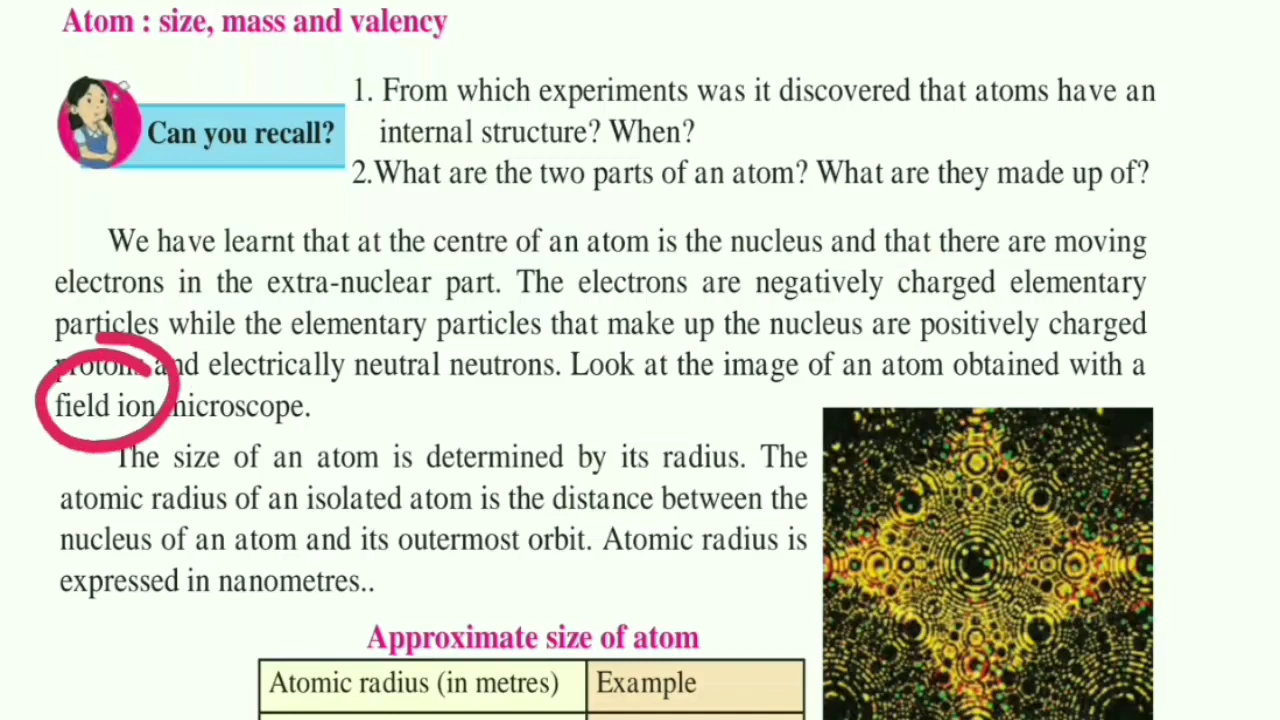 Atom : size, mass and valency
Can you recall?
1. From which experiments was it discovered that atoms have an
internal structure? When?
2.What are the two parts of an atom? What are they made up of?
We have learnt that at the centre of an atom is the nucleus and that there are moving
electrons in the extra-nuclear part. The electrons are negatively charged elementary
particles while the elementary particles that make up the nucleus are positively charged
protons and electrically neutral neutrons. Look at the image of an atom obtained with a
field ion microscope.
The size of an atom is determined by its radius. The
atomic radius of an isolated atom is the distance between the
nucleus of an atom and its outermost orbit. Atomic radius is
expressed in nanometres..
Approximate size of atom
Atomic radius (in metres)
Example